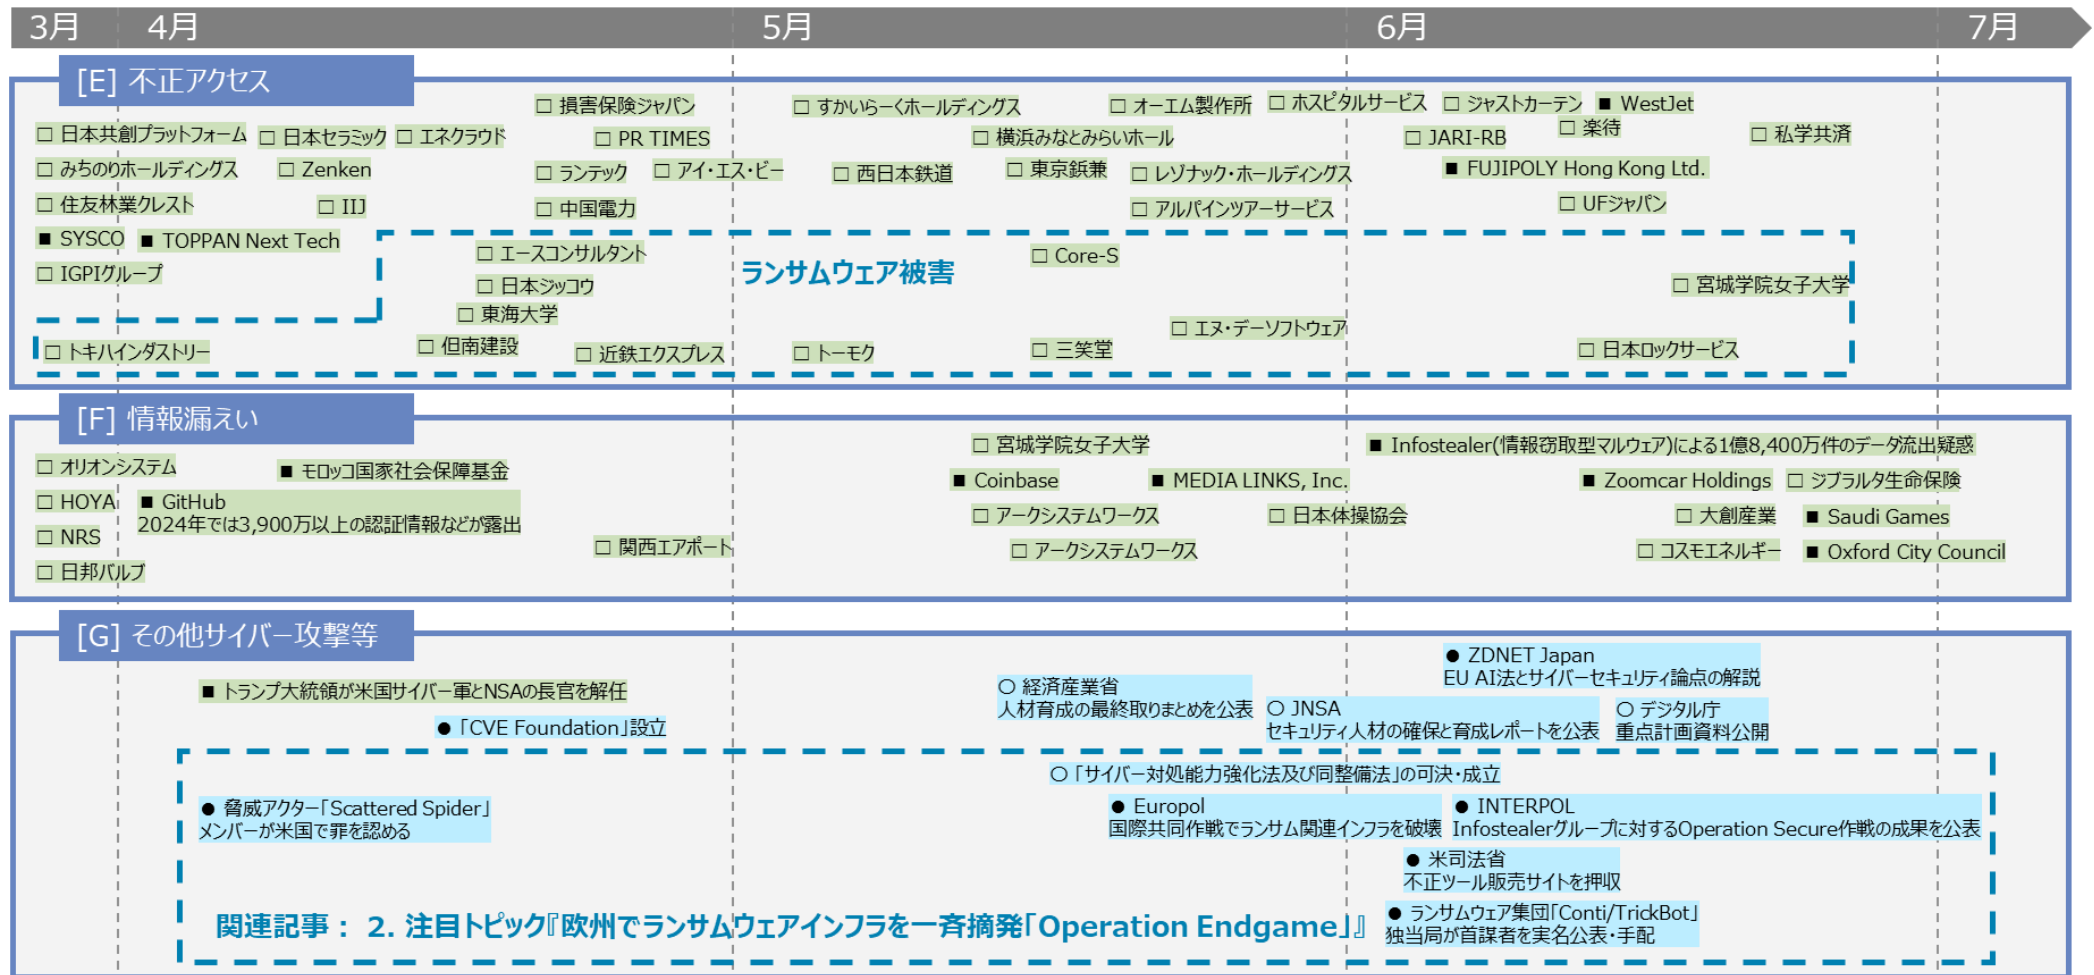 3月 4月 5月 6月 7月
[E] 不正アクセス
□ 損害保険ジャパン □ すかいらーくホールディングス □ オーエム製作所 □ ホスピタルサービス □ ジャストカーテン ■ WestJet
□ 日本共創プラットフォーム □ 日本セラミック □ エネクラウド □ PR TIMES □ 横浜みなとみらいホール □ JARI-RB □ 楽待 □ 私学共済
□ みちのりホールディングス □ Zenken □ ランテック □ アイ・エス・ビー □ 西日本鉄道 □ 東京鋲兼 □ レゾナック・ホールディングス ■ FUJIPOLY Hong Kong Ltd.
□ 住友林業クレスト □ IIJ □ 中国電力 □ アルパインツアーサービス □ UFジャパン
■ SYSCO ■ TOPPAN Next Tech
□ IGPIグループ
□ エースコンサルタント
ランサムウェア被害
□ Core-S
□ 日本ジッコウ
□ 宮城学院女子大学
□ 東海大学
□ エヌ・デーソフトウェア
□ トキハインダストリー □ 但南建設 □ 近鉄エクスプレス □ トーモク □ 三笑堂 □ 日本ロックサービス
[F] 情報漏えい
□ 宮城学院女子大学 ■ Infostealer(情報窃取型マルウェア)による1億8,400万件のデータ流出疑惑
□ オリオンシステム ■ モロッコ国家社会保障基金 ■ Coinbase ■ MEDIA LINKS, Inc. ■ Zoomcar Holdings □ ジブラルタ生命保険
□ HOYA ■ GitHub
2024年では3,900万以上の認証情報などが露出
□ アークシステムワークス □ 日本体操協会 □ 大創産業 ■ Saudi Games
□ NRS □ 関西エアポート □ アークシステムワークス □ コスモエネルギー ■ Oxford City Council
□ 日邦バルブ
[G] その他サイバー攻撃等
● ZDNET Japan
EU AI法とサイバーセキュリティ論点の解説
■ トランプ大統領が米国サイバー軍とNSAの長官を解任
○ 経済産業省
人材育成の最終取りまとめを公表
○ JNSA
セキュリティ人材の確保と育成レポートを公表
○ デジタル庁
重点計画資料公開
● 「CVE Foundation」設立
○ 「サイバー対処能力強化法及び同整備法」の可決・成立
● 脅威アクター「Scattered Spider」
メンバーが米国で罪を認める
● Europol
国際共同作戦でランサム関連インフラを破壊
● INTERPOL
Infostealerグループに対するOperation Secure作戦の成果を公表
● 米司法省
不正ツール販売サイトを押収
関連記事： 2. 注目トピック『欧州でランサムウェアインフラを一斉摘発「Operation Endgame」』
● ランサムウェア集団「Conti/TrickBot」
独当局が首謀者を実名公表・手配